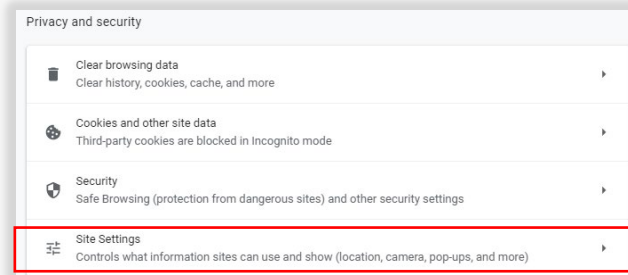 Privacy and security
Clear browsing data
Clear history, cookies, cache, and more
Cookies and other site data
Third-party cookies are blocked in Incognito mode
Security
Safe Browsing (protection from dangerous sites) and other security settings
Site Settings
Controls what information sites can use and show (location, camera, pop-ups, and more)